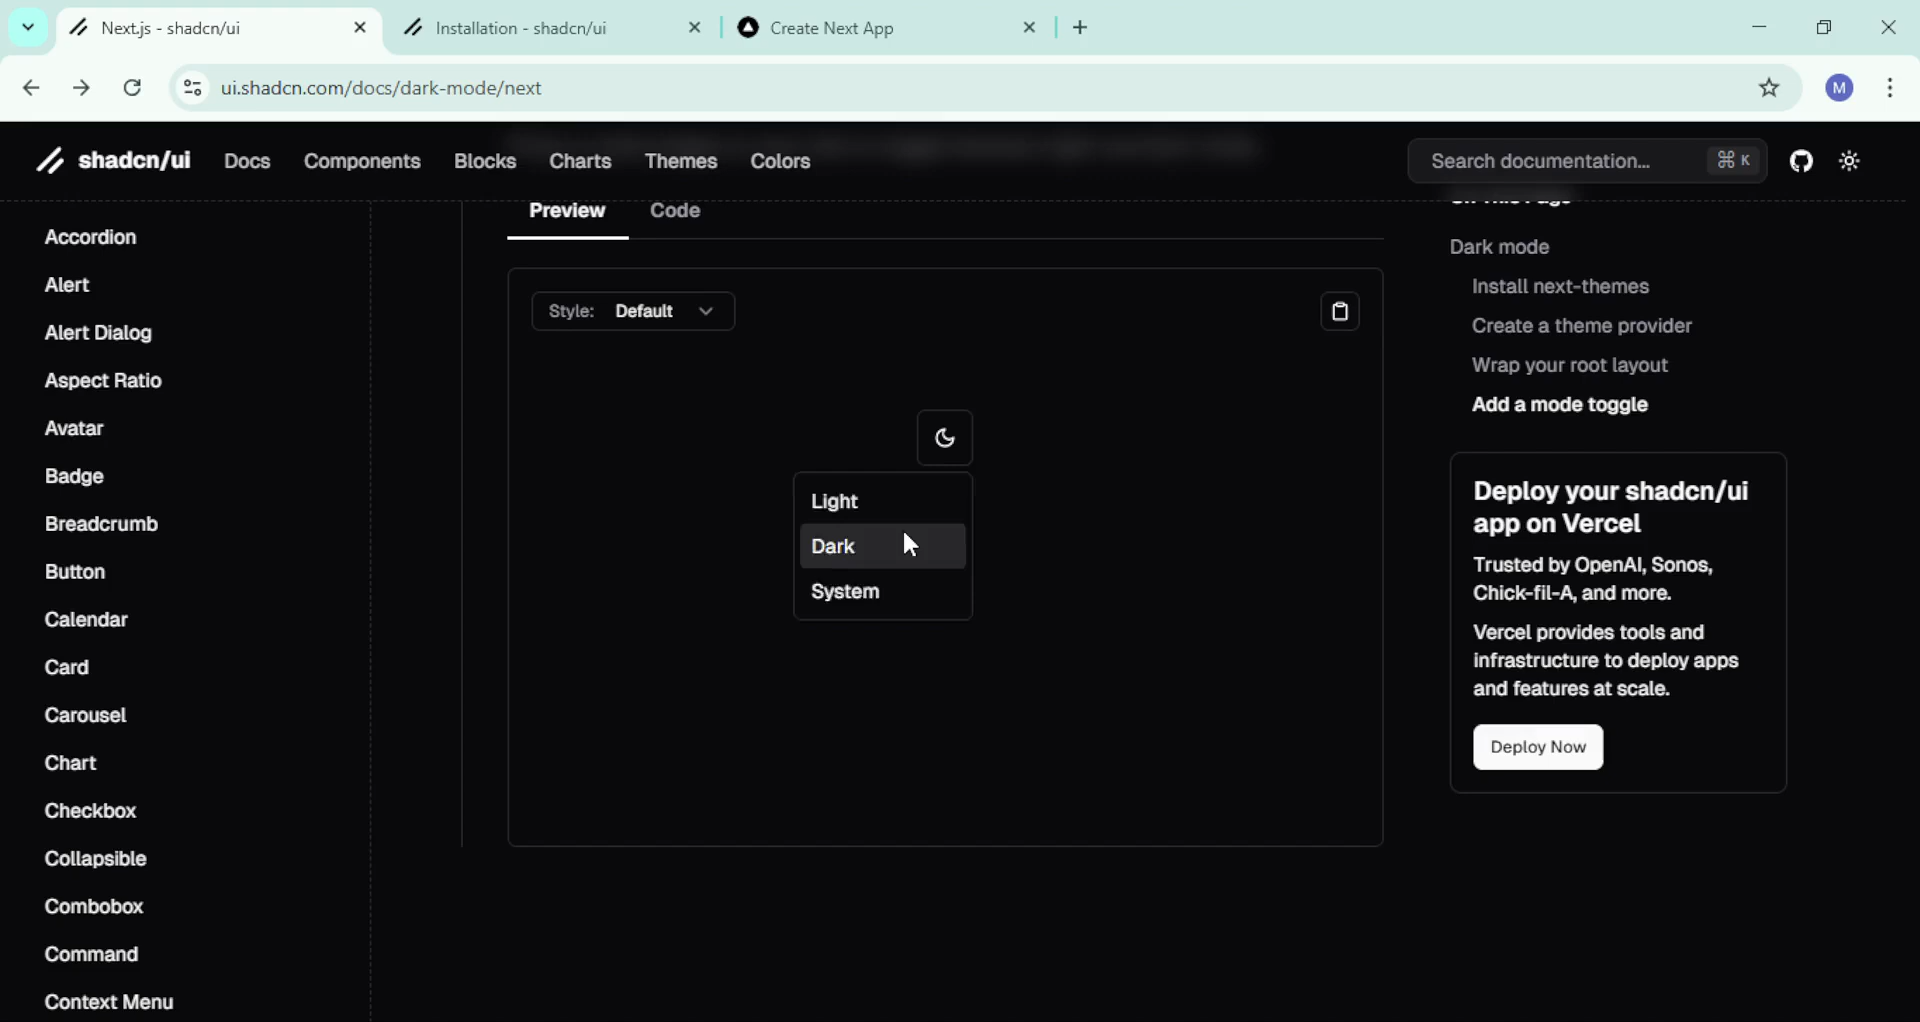 Next.js - shadcn/ui
Installation - shadcn/ui
Create Next App
ui.shadcn.com/docs/dark-mode/next
M
shadcn/ui
Docs
Components
Blocks
Charts
Themes
Colors
Search documentation...
⌘ K
Accordion
Alert
Alert Dialog
Aspect Ratio
Avatar
Badge
Breadcrumb
Button
Calendar
Card
Carousel
Chart
Checkbox
Collapsible
Combobox
Command
Context Menu
Preview
Code
Style: Default
Light
Dark
System
Dark mode
Install next-themes
Create a theme provider
Wrap your root layout
Add a mode toggle
Deploy your shadcn/ui
app on Vercel
Trusted by OpenAI, Sonos,
Chick-fil-A, and more.
Vercel provides tools and
infrastructure to deploy apps
and features at scale.
Deploy Now